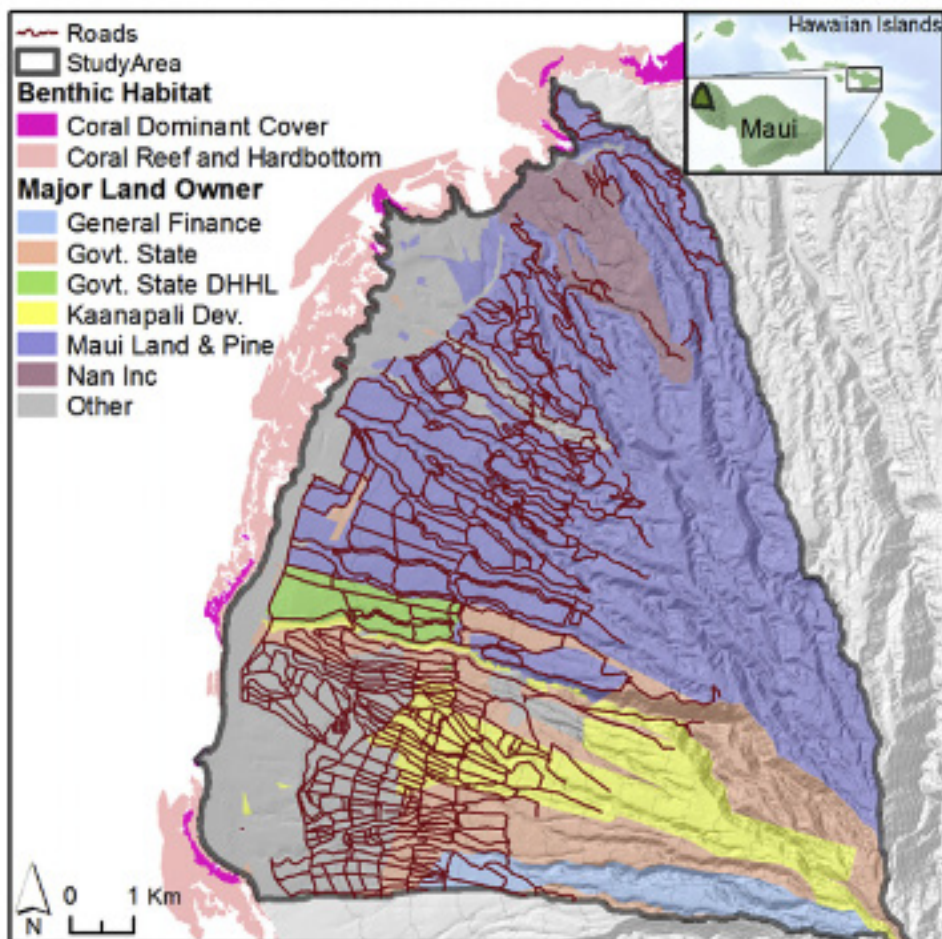 Roads
StudyArea
Benthic Habitat
Coral Dominant Cover
Coral Reef and Hardbottom
Major Land Owner
General Finance
Govt. State
Govt. State DHHL
Kaanapali Dev.
Maui Land & Pine
Nan Inc
Other
Hawaiian Islands
Maui
0 1 Km
N